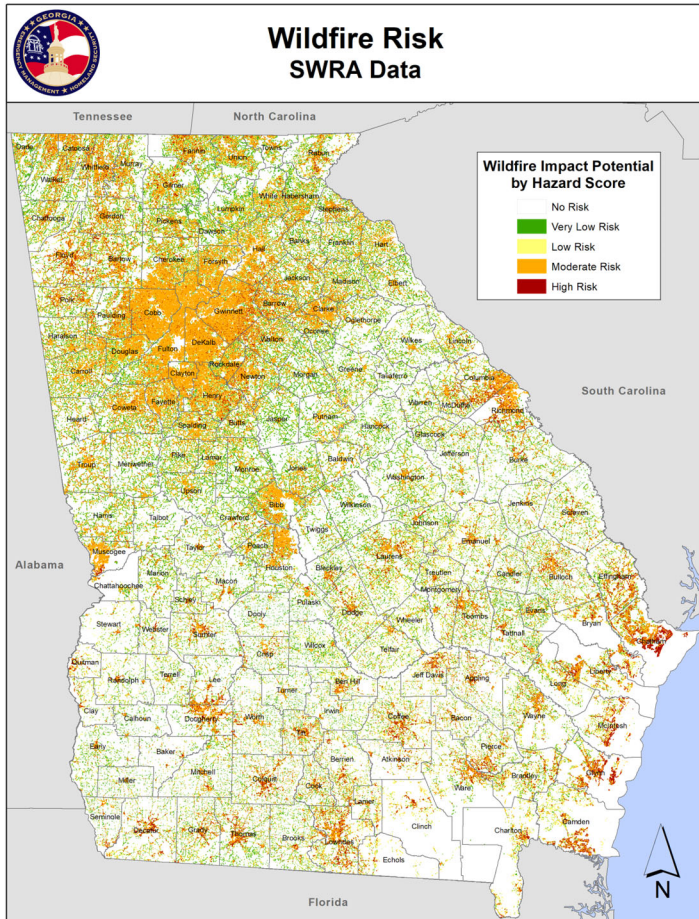 GEORGIA
EMERGENCY MANAGEMENT HOMELAND SECURITY
Wildfire Risk
SWRA Data
Tennessee
North Carolina
Wildfire Impact Potential
by Hazard Score
No Risk
Very Low Risk
Low Risk
Moderate Risk
High Risk
South Carolina
Alabama
Florida
N
Dade
Catoosa
Fannin
Union
Towns
Rabun
Whitfield
Murray
Walker
Gilmer
White
Habersham
Lumpkin
Stephens
Chattooga
Gordon
Pickens
Dawson
Hall
Banks
Franklin
Hart
Floyd
Bartow
Cherokee
Forsyth
Jackson
Madison
Elbert
Polk
Paulding
Cobb
Gwinnett
Barrow
Clarke
Oglethorpe
Oconee
Haralson
Douglas
Fulton
DeKalb
Walton
Wilkes
Lincoln
Carroll
Clayton
Rockdale
Newton
Morgan
Greene
Taliaferro
Columbia
McDuffie
Warren
Richmond
Heard
Coweta
Fayette
Henry
Spalding
Butts
Jasper
Putnam
Hancock
Glascock
Troup
Meriwether
Pike
Lamar
Monroe
Jones
Baldwin
Washington
Jefferson
Burke
Upson
Bibb
Wilkinson
Jenkins
Screven
Harris
Talbot
Crawford
Twiggs
Johnson
Emanuel
Muscogee
Taylor
Peach
Houston
Bleckley
Laurens
Treutlen
Candler
Bulloch
Effingham
Chattahoochee
Marion
Macon
Pulaski
Montgomery
Schley
Dooly
Dodge
Wheeler
Toombs
Evans
Bryan
Chatham
Stewart
Webster
Sumter
Wilcox
Telfair
Tattnall
Quitman
Crisp
Liberty
Randolph
Terrell
Lee
Turner
Ben Hill
Jeff Davis
Appling
Long
Clay
Calhoun
Dougherty
Worth
Irwin
Tift
Coffee
Bacon
Wayne
McIntosh
Early
Baker
Mitchell
Berrien
Atkinson
Pierce
Brantley
Glynn
Miller
Colquitt
Cook
Lanier
Ware
Seminole
Decatur
Grady
Thomas
Brooks
Lowndes
Clinch
Charlton
Camden
Echols